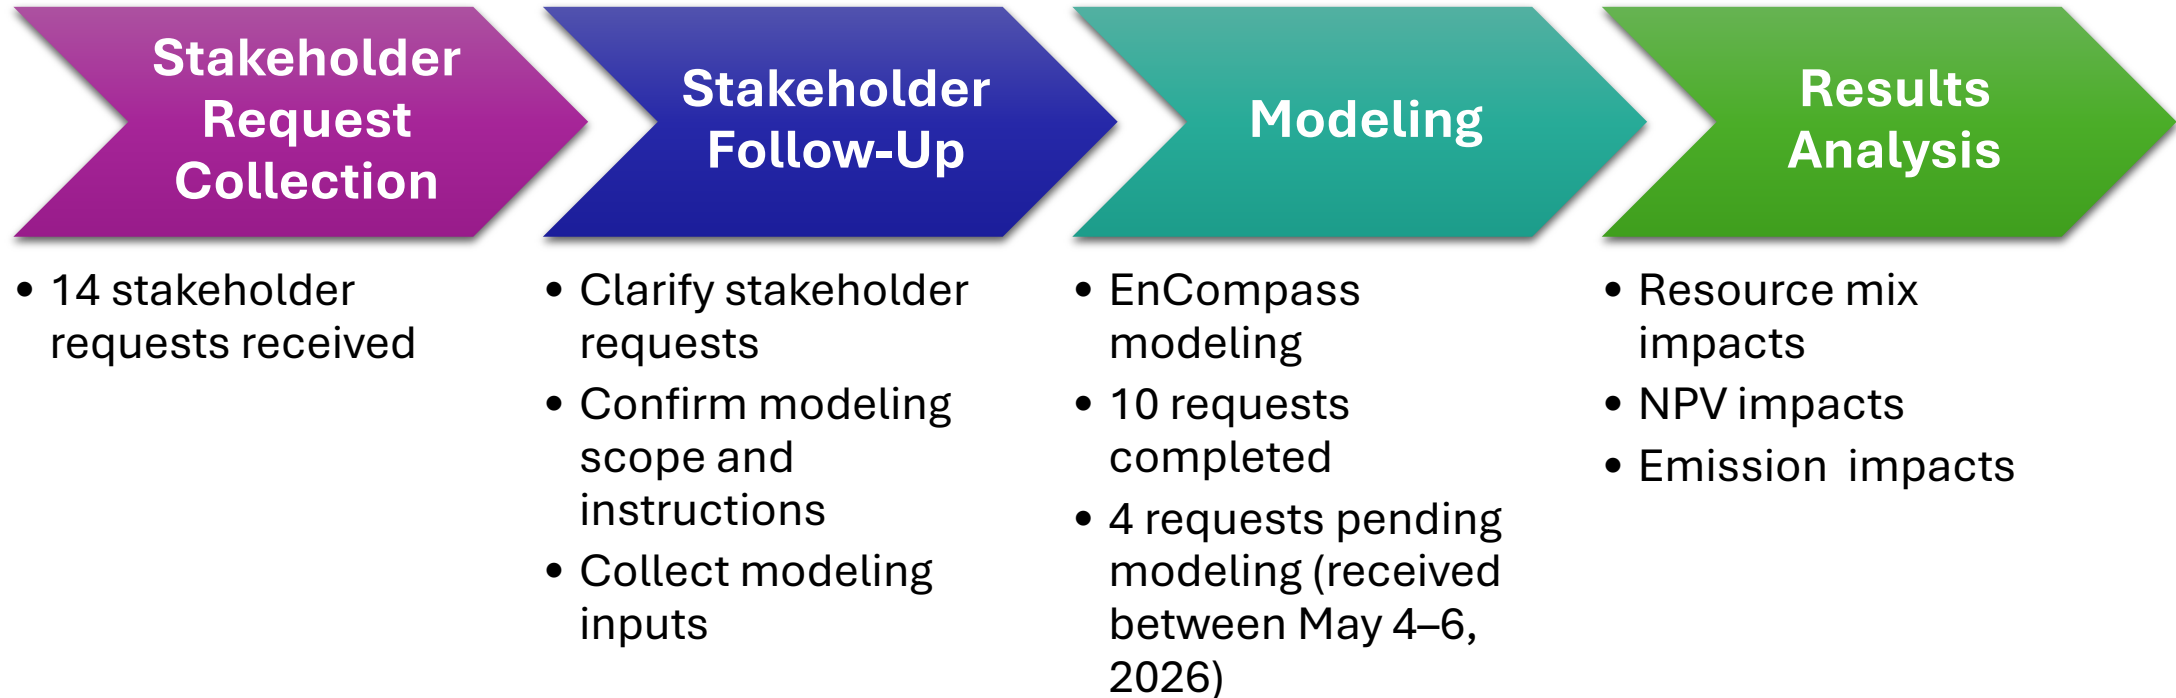 Stakeholder
Request
Collection
• 14 stakeholder
requests received
Stakeholder
Follow-Up
• Clarify stakeholder
requests
• Confirm modeling
scope and
instructions
• Collect modeling
inputs
Modeling
• EnCompass
modeling
• 10 requests
completed
• 4 requests pending
modeling (received
between May 4–6,
2026)
Results
Analysis
• Resource mix
impacts
• NPV impacts
• Emission  impacts